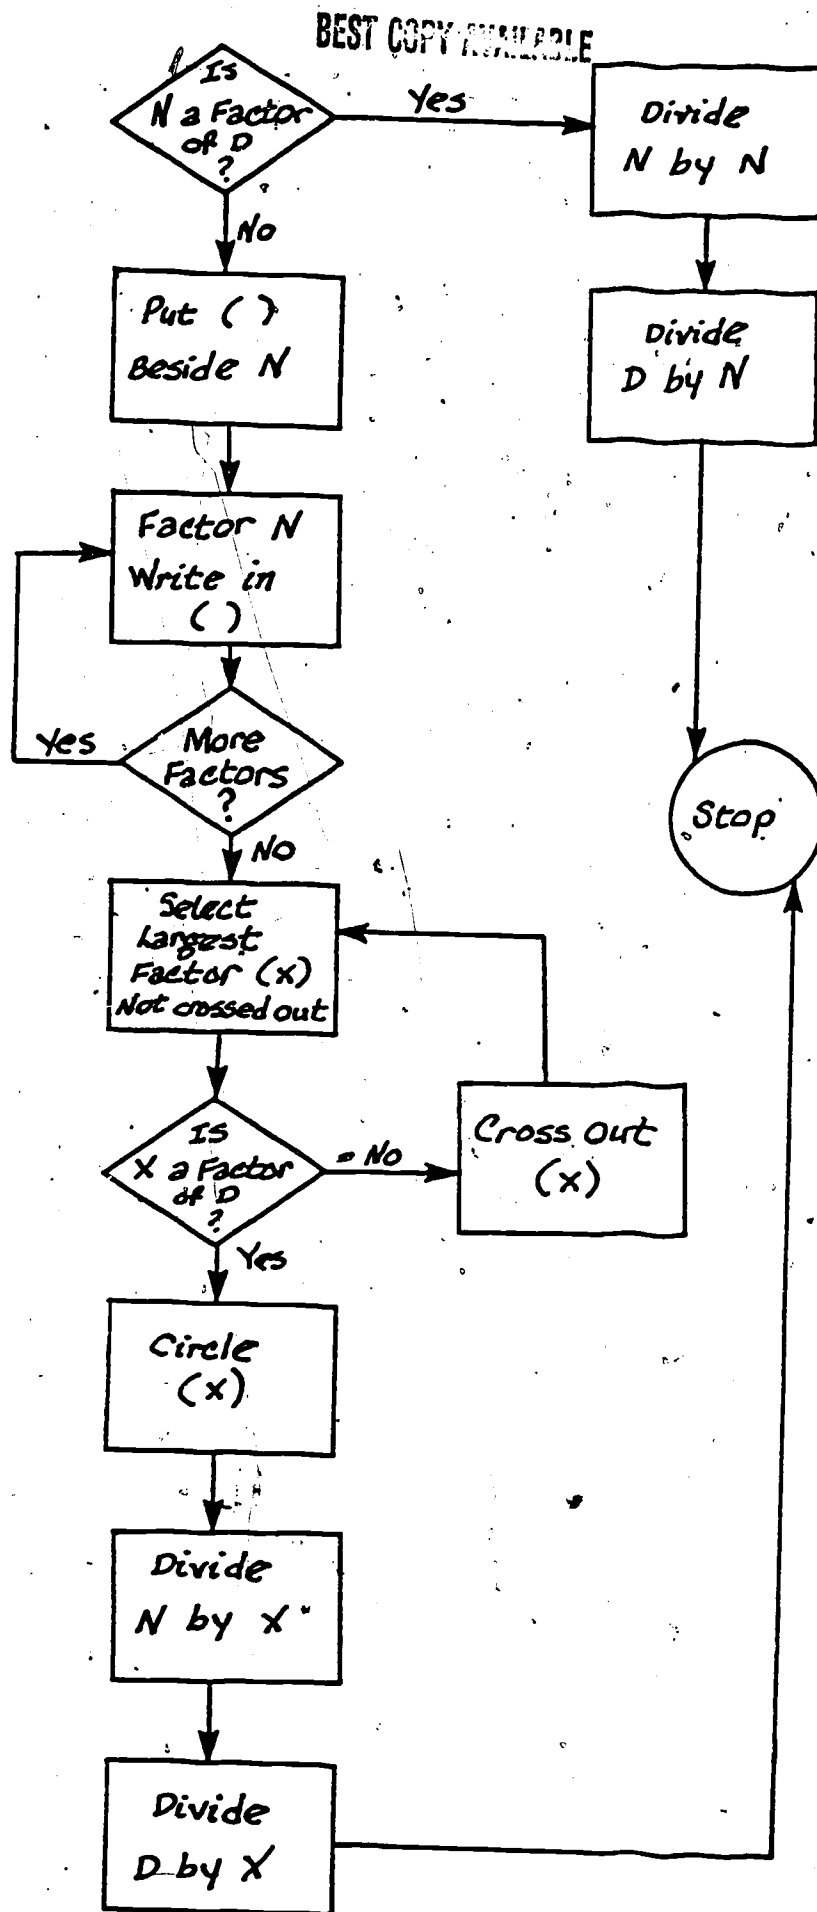 BEST COPY AVAILABLE
Is
N a Factor
of D
?
Yes
Divide
N by N
No
Put ( )
Beside N
Divide
D by N
Factor N
Write in
( )
Yes
More
Factors
?
Stop
No
Select
Largest
Factor (x)
Not crossed out
Is
X a Factor
of D
?
No
Cross Out
(x)
Yes
Circle
(x)
Divide
N by X
Divide
D by X